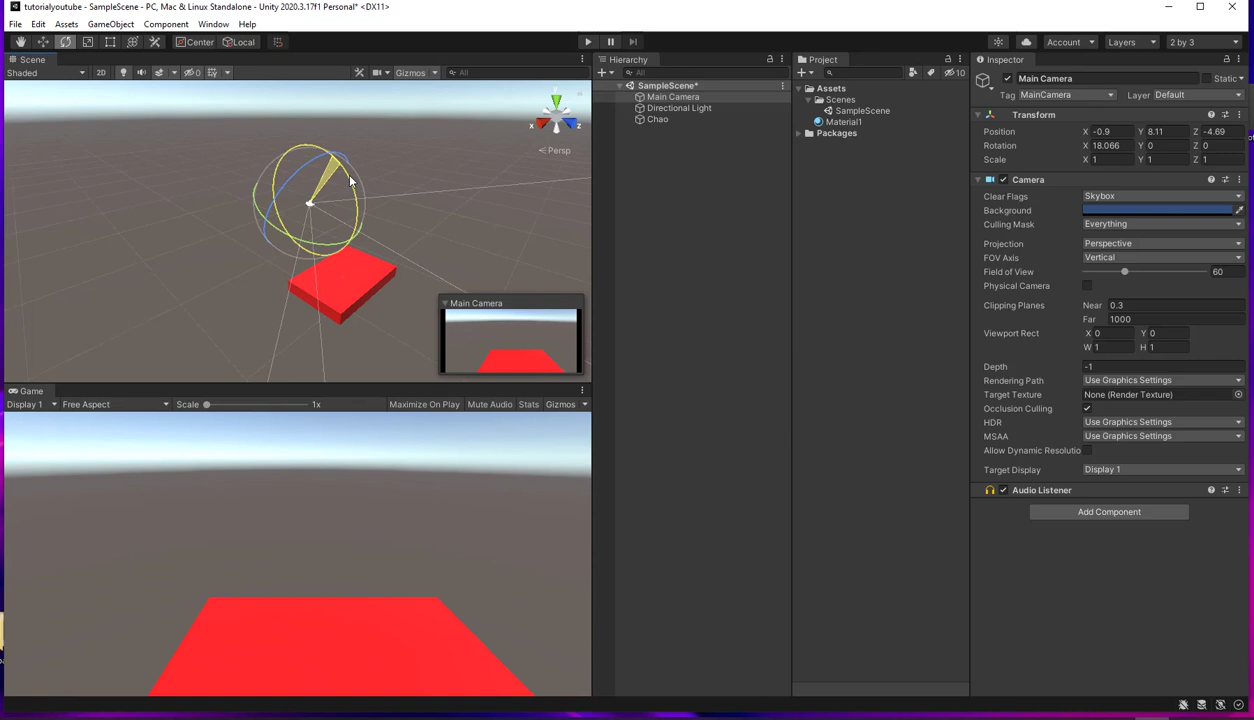 tutorialyoutube - SampleScene - PC, Mac & Linux Standalone - Unity 2020.3.17f1 Personal* <DX11>
File Edit Assets GameObject Component Window Help
Center Local Account Layers 2 by 3
Scene
Shaded 2D 0 Gizmos All
y
x z
Persp
Main Camera
Game
Display 1 Free Aspect Scale 1x Maximize On Play Mute Audio Stats Gizmos
Hierarchy
All
SampleScene*
Main Camera
Directional Light
Chao
Project
10
Assets
Scenes
SampleScene
Material1
Packages
Inspector
Main Camera Static
Tag MainCamera Layer Default
Transform
Position X -0.9 Y 8.11 Z -4.69
Rotation X 18.066 Y 0 Z 0
Scale X 1 Y 1 Z 1
Camera
Clear Flags Skybox
Background
Culling Mask Everything
Projection Perspective
FOV Axis Vertical
Field of View 60
Physical Camera
Clipping Planes Near 0.3
Far 1000
Viewport Rect X 0 Y 0
W 1 H 1
Depth -1
Rendering Path Use Graphics Settings
Target Texture None (Render Texture)
Occlusion Culling
HDR Use Graphics Settings
MSAA Use Graphics Settings
Allow Dynamic Resolutio
Target Display Display 1
Audio Listener
Add Component